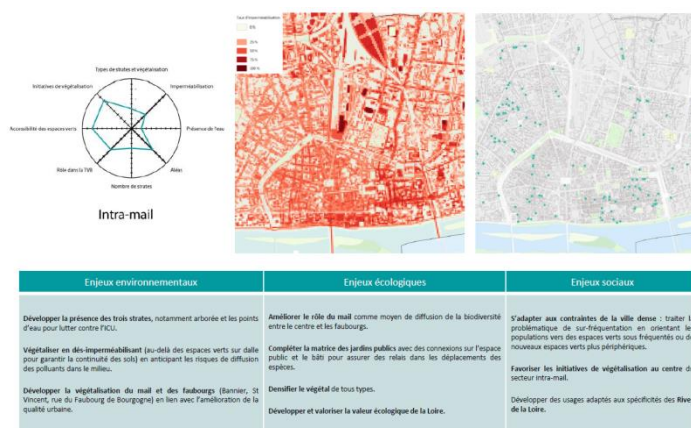 Types de strates et végétalisation
Initiatives de végétalisation
Imperméabilisation
Accessibilité des espaces verts
Présence de l'eau
Rôle dans la TVB
Aléas
Nombre de strates
Intra-mail
Taux d'imperméabilisation
0 %
25 %
50 %
75 %
100 %
Enjeux environnementaux
Développer la présence des trois strates, notamment arborée et les points
d'eau pour lutter contre l'ICU.
Végétaliser en dés-imperméabilisant (au-delà des espaces verts sur dalle
pour garantir la continuité des sols) en anticipant les risques de diffusion
des polluants dans le milieu.
Développer la végétalisation du mail et des faubourgs (Bannier, St
Vincent, rue du Faubourg de Bourgogne) en lien avec l'amélioration de la
qualité urbaine.
Enjeux écologiques
Améliorer le rôle du mail comme moyen de diffusion de la biodiversité
entre le centre et les faubourgs.
Compléter la matrice des jardins publics avec des connexions sur l'espace
public et le bâti pour assurer des relais dans les déplacements des
espèces.
Densifier le végétal de tous types.
Développer et valoriser la valeur écologique de la Loire.
Enjeux sociaux
S'adapter aux contraintes de la ville dense : traiter l
problématique de sur-fréquentation en orientant le
populations vers des espaces verts sous fréquentés ou d
nouveaux espaces verts plus périphériques.
Favoriser les initiatives de végétalisation au centre d
secteur intra-mail.
Développer des usages adaptés aux spécificités des Rive
de la Loire.